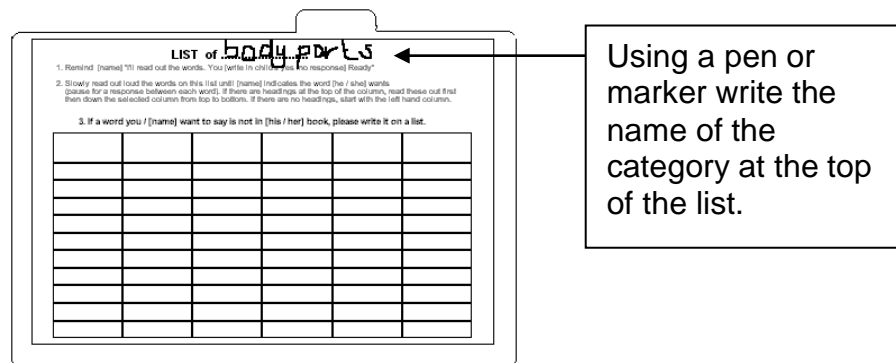 LIST of body parts
1. Remind [name] "I'll read out the words. You [write in child's yes /no response] Ready"
2. Slowly read out loud the words on this list until [name] indicates the word [he / she] wants
(pause for a response between each word). If there are headings at the top of the column, read these out first
then down the selected column from top to bottom. If there are no headings, start with the left hand column.
3. If a word you / [name] want to say is not in [his / her] book, please write it on a list.
Using a pen or
marker write the
name of the
category at the top
of the list.